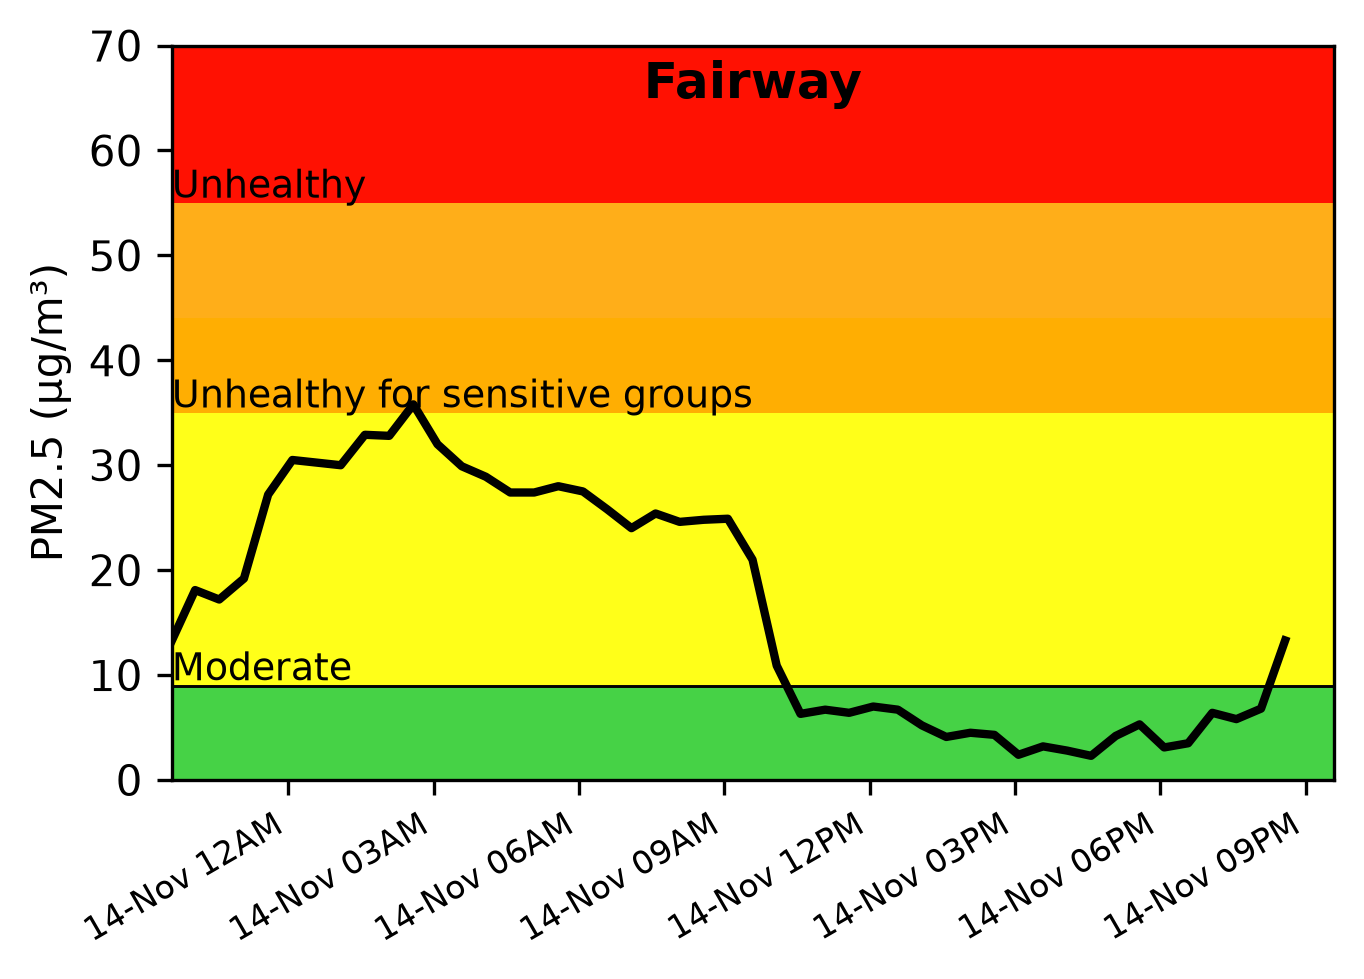 Fairway
PM2.5 (µg/m³)
70
60
50
40
30
20
10
0
Unhealthy
Unhealthy for sensitive groups
Moderate
14-Nov 12AM
14-Nov 03AM
14-Nov 06AM
14-Nov 09AM
14-Nov 12PM
14-Nov 03PM
14-Nov 06PM
14-Nov 09PM